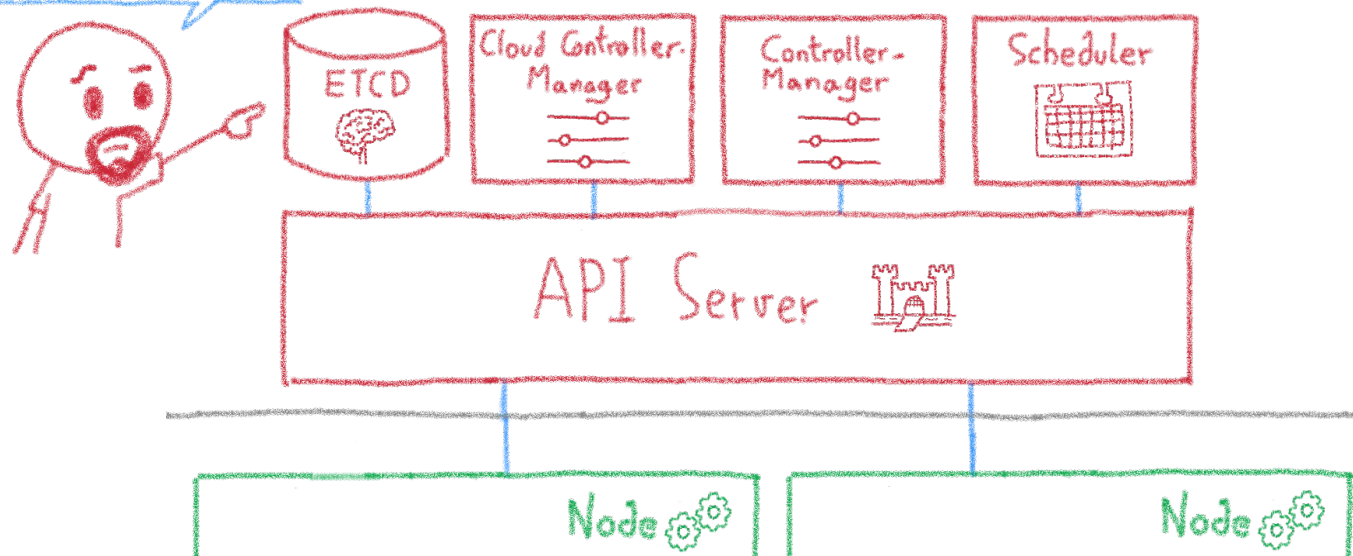 ETCD
Cloud Controller-
Manager
Controller-
Manager
Scheduler
API Server
Node
Node